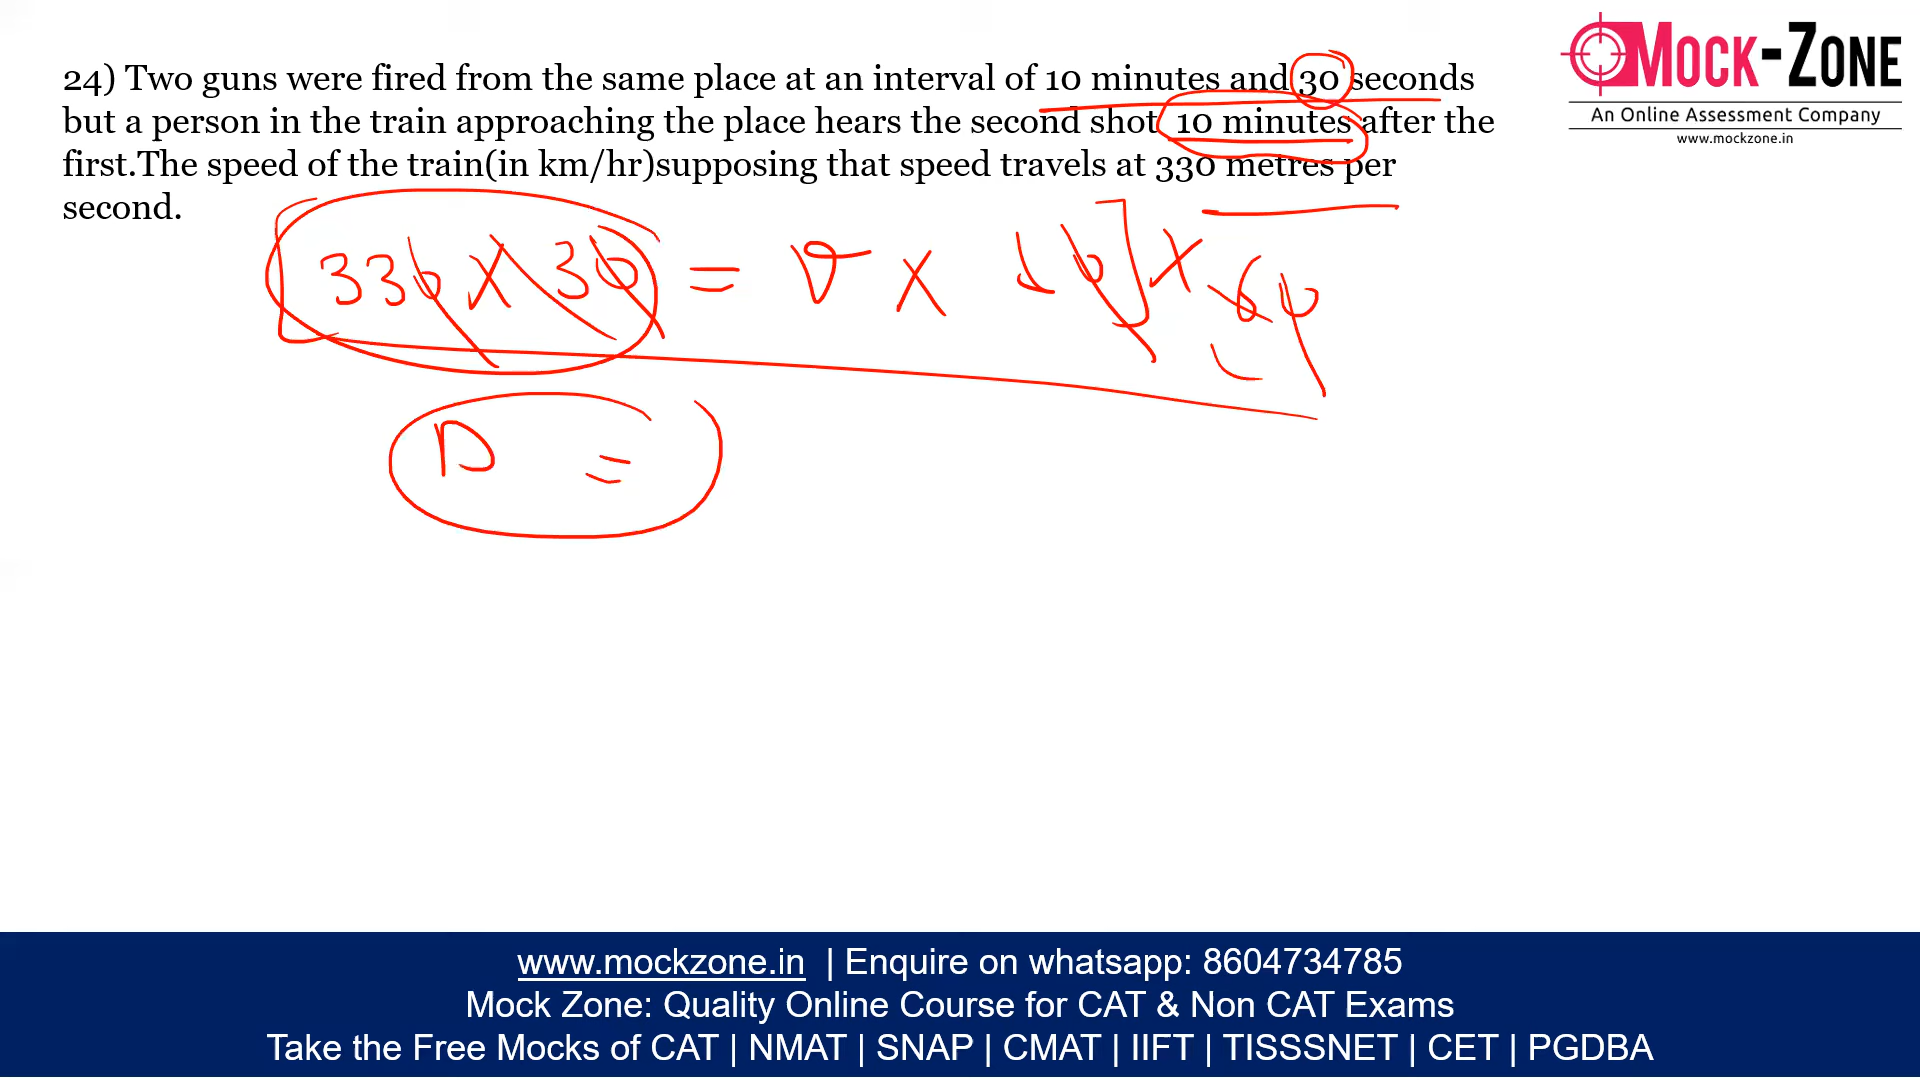 24) Two guns were fired from the same place at an interval of 10 minutes and 30 seconds
but a person in the train approaching the place hears the second shot 10 minutes after the
first.The speed of the train(in km/hr)supposing that speed travels at 330 metres per
second.
330 X 30 = v X 10 X 60
D =
MOCK-ZONE
An Online Assessment Company
www.mockzone.in
www.mockzone.in | Enquire on whatsapp: 8604734785
Mock Zone: Quality Online Course for CAT & Non CAT Exams
Take the Free Mocks of CAT | NMAT | SNAP | CMAT | IIFT | TISSSNET | CET | PGDBA